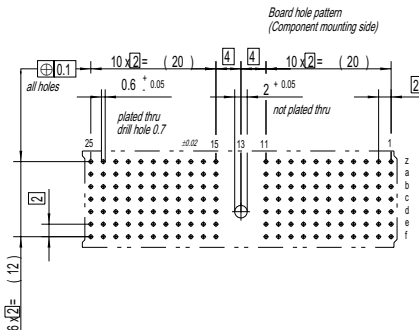 Board hole pattern
(Component mounting side)
10 x 2 = ( 20 )
4
4
10 x 2 = ( 20 )
0.1
all holes
0.6 + - 0.05
2 + 0.05
2
not plated thru
plated thru
drill hole 0.7
±0.02
25
15
13
11
1
z
a
b
c
d
e
f
2
6 x 2 = ( 12 )